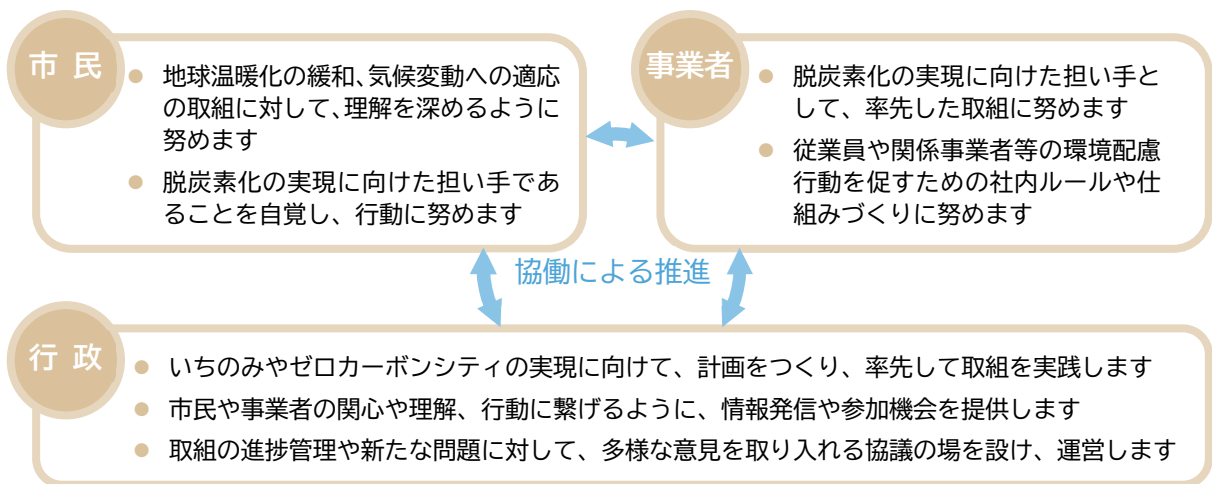 市 民
● 地球温暖化の緩和、気候変動への適応
の取組に対して、理解を深めるように
努めます
● 脱炭素化の実現に向けた担い手であ
ることを自覚し、行動に努めます
事業者
● 脱炭素化の実現に向けた担い手と
して、率先した取組に努めます
● 従業員や関係事業者等の環境配慮
行動を促すための社内ルールや仕
組みづくりに努めます
協働による推進
行 政
● いちのみやゼロカーボンシティの実現に向けて、計画をつくり、率先して取組を実践します
● 市民や事業者の関心や理解、行動に繋げるように、情報発信や参加機会を提供します
● 取組の進捗管理や新たな問題に対して、多様な意見を取り入れる協議の場を設け、運営します